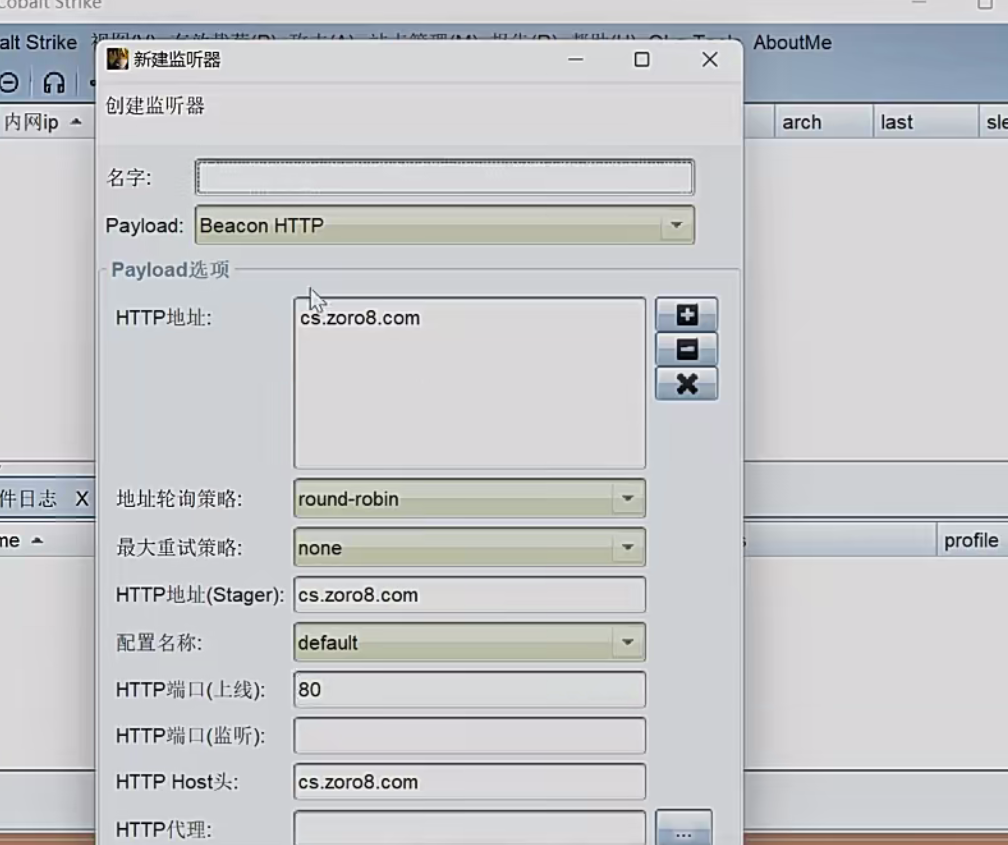 Cobalt Strike
alt Strike
AboutMe
新建监听器
创建监听器
内网ip
arch
last
sle
名字:
Payload: Beacon HTTP
Payload选项
HTTP地址: cs.zoro8.com
地址轮询策略: round-robin
件日志 X
最大重试策略: none
me
profile
HTTP地址(Stager): cs.zoro8.com
配置名称: default
HTTP端口(上线): 80
HTTP端口(监听):
HTTP Host头: cs.zoro8.com
HTTP代理:
...